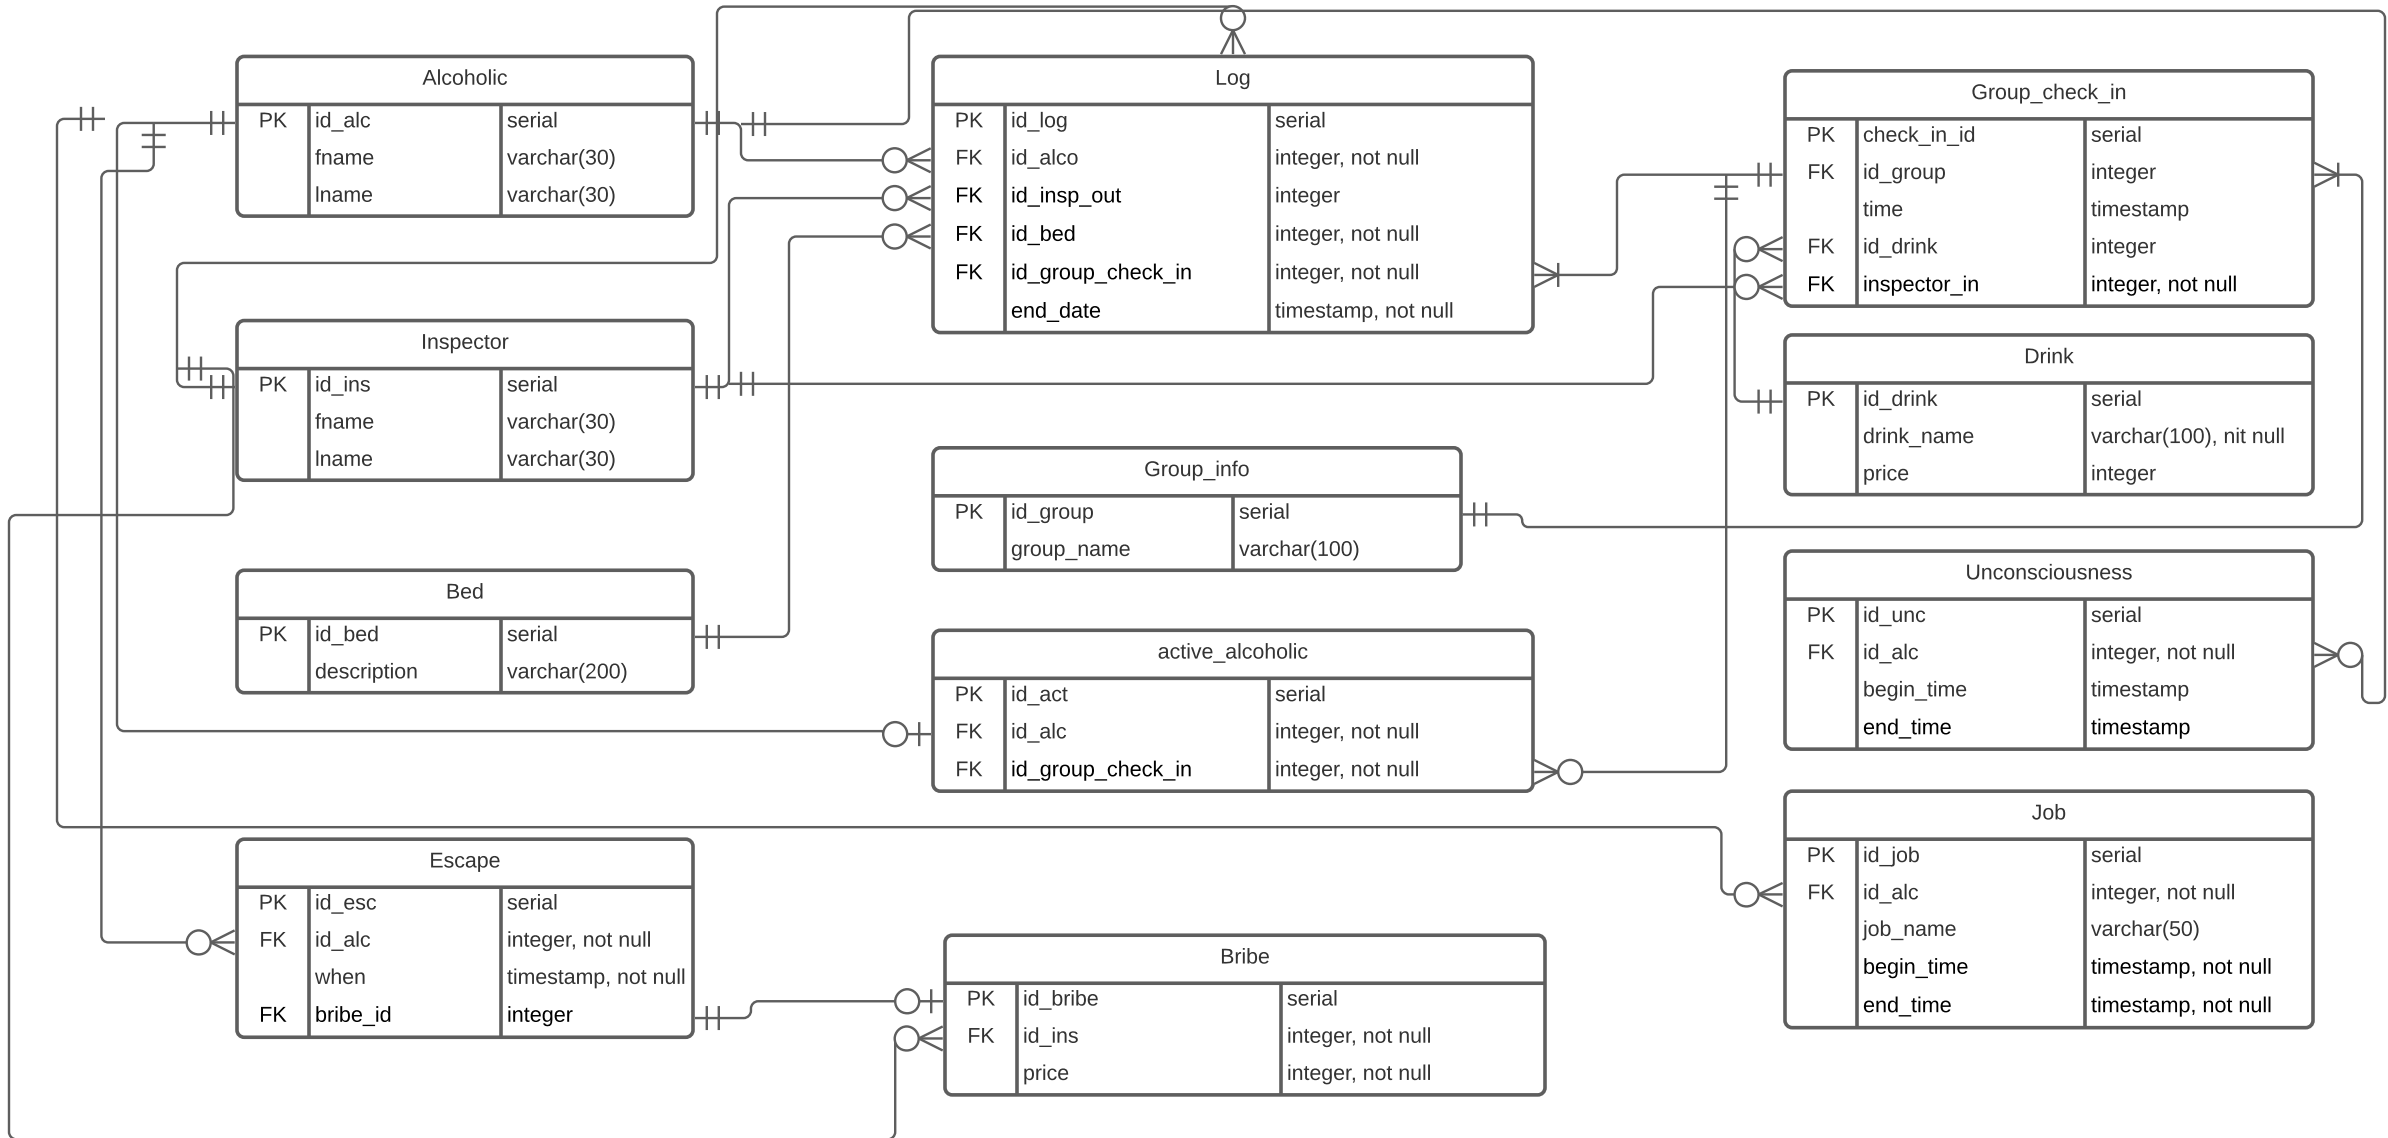 Alcoholic
PK id_alc serial
fname varchar(30)
lname varchar(30)
Inspector
PK id_ins serial
fname varchar(30)
lname varchar(30)
Bed
PK id_bed serial
description varchar(200)
Escape
PK id_esc serial
FK id_alc integer, not null
when timestamp, not null
FK bribe_id integer
Log
PK id_log serial
FK id_alco integer, not null
FK id_insp_out integer
FK id_bed integer, not null
FK id_group_check_in integer, not null
end_date timestamp, not null
Group_info
PK id_group serial
group_name varchar(100)
active_alcoholic
PK id_act serial
FK id_alc integer, not null
FK id_group_check_in integer, not null
Bribe
PK id_bribe serial
FK id_ins integer, not null
price integer, not null
Group_check_in
PK check_in_id serial
FK id_group integer
time timestamp
FK id_drink integer
FK inspector_in integer, not null
Drink
PK id_drink serial
drink_name varchar(100), nit null
price integer
Unconsciousness
PK id_unc serial
FK id_alc integer, not null
begin_time timestamp
end_time timestamp
Job
PK id_job serial
FK id_alc integer, not null
job_name varchar(50)
begin_time timestamp, not null
end_time timestamp, not null